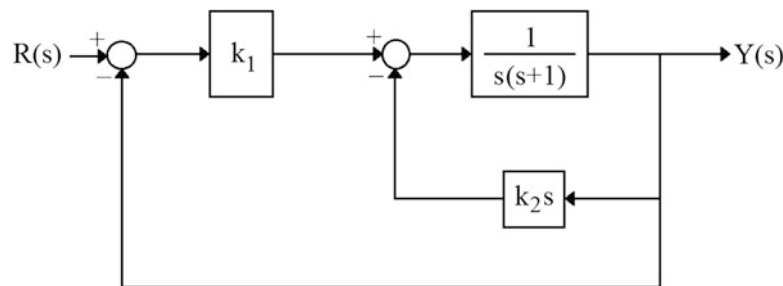 R(s) + − k₁ + − 1 Y(s)
s(s+1)
k₂s